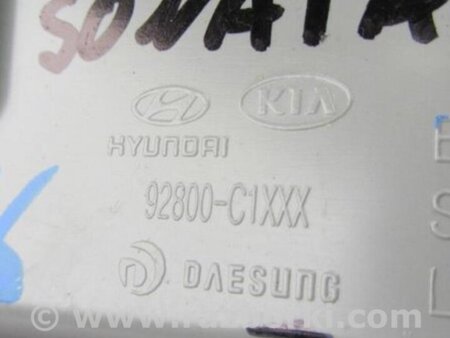 SONATA
KIA
HYUNDAI
92800-C1XXX
DAESUNG
E
S
L